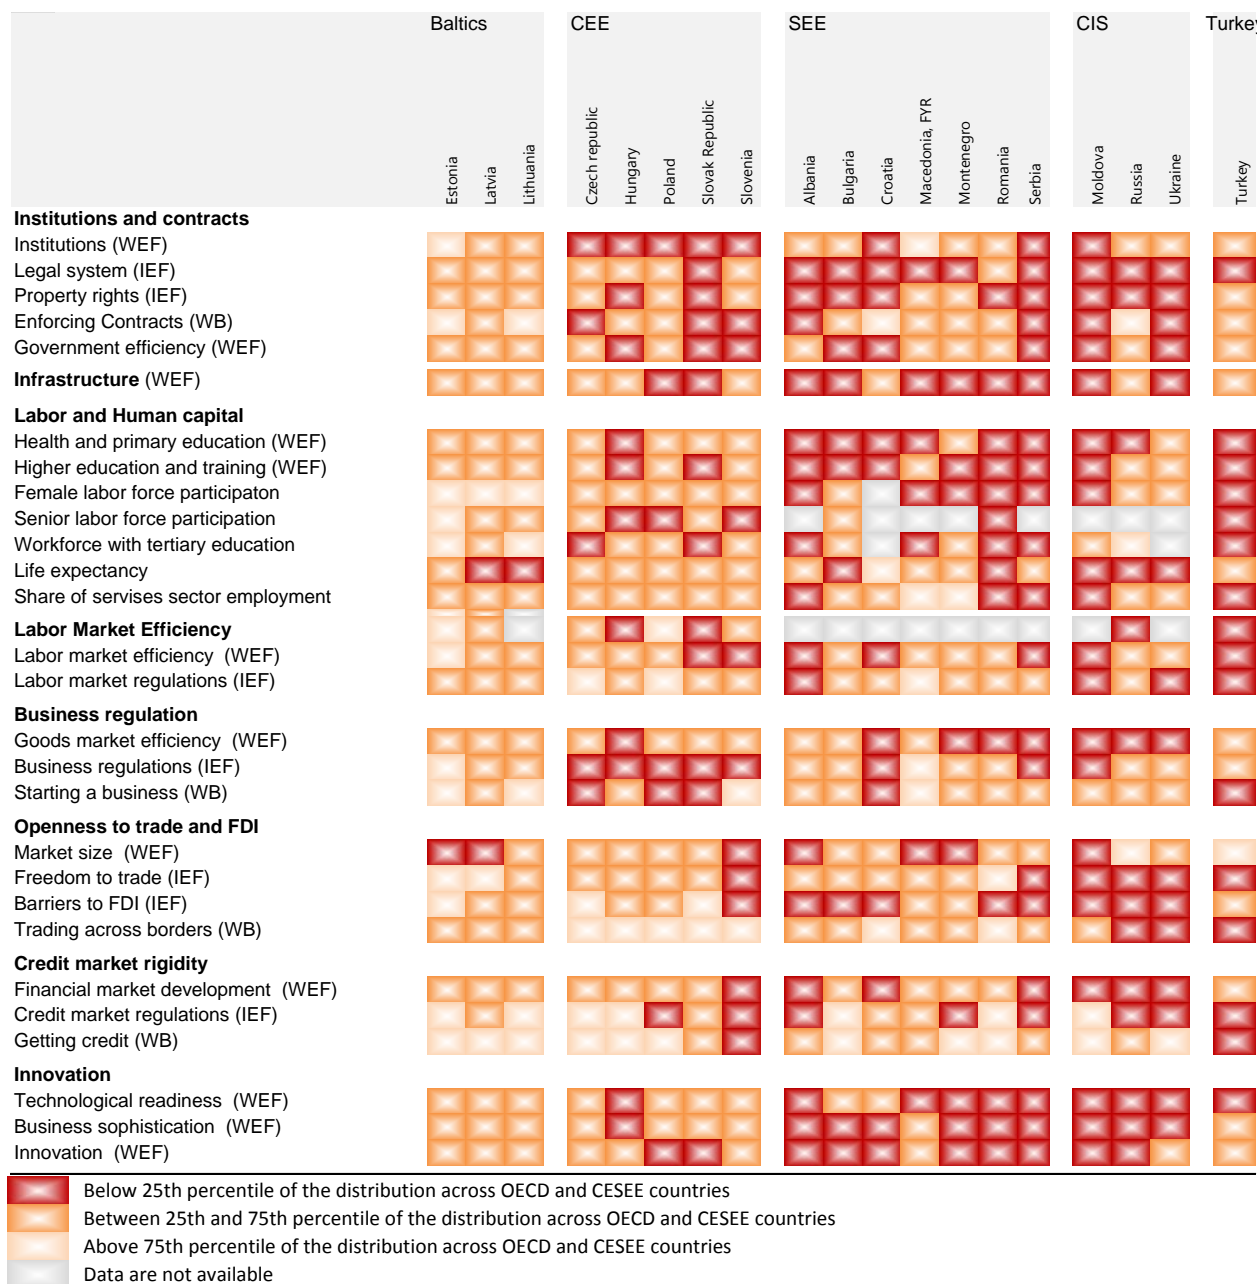 Baltics CEE SEE CIS Turkey
Estonia Latvia Lithuania Czech republic Hungary Poland Slovak Republic Slovenia Albania Bulgaria Croatia Macedonia, FYR Montenegro Romania Serbia Moldova Russia Ukraine Turkey
Institutions and contracts
Institutions (WEF)
Legal system (IEF)
Property rights (IEF)
Enforcing Contracts (WB)
Government efficiency (WEF)
Infrastructure (WEF)
Labor and Human capital
Health and primary education (WEF)
Higher education and training (WEF)
Female labor force participaton
Senior labor force participation
Workforce with tertiary education
Life expectancy
Share of servises sector employment
Labor Market Efficiency
Labor market efficiency (WEF)
Labor market regulations (IEF)
Business regulation
Goods market efficiency (WEF)
Business regulations (IEF)
Starting a business (WB)
Openness to trade and FDI
Market size (WEF)
Freedom to trade (IEF)
Barriers to FDI (IEF)
Trading across borders (WB)
Credit market rigidity
Financial market development (WEF)
Credit market regulations (IEF)
Getting credit (WB)
Innovation
Technological readiness (WEF)
Business sophistication (WEF)
Innovation (WEF)
Below 25th percentile of the distribution across OECD and CESEE countries
Between 25th and 75th percentile of the distribution across OECD and CESEE countries
Above 75th percentile of the distribution across OECD and CESEE countries
Data are not available